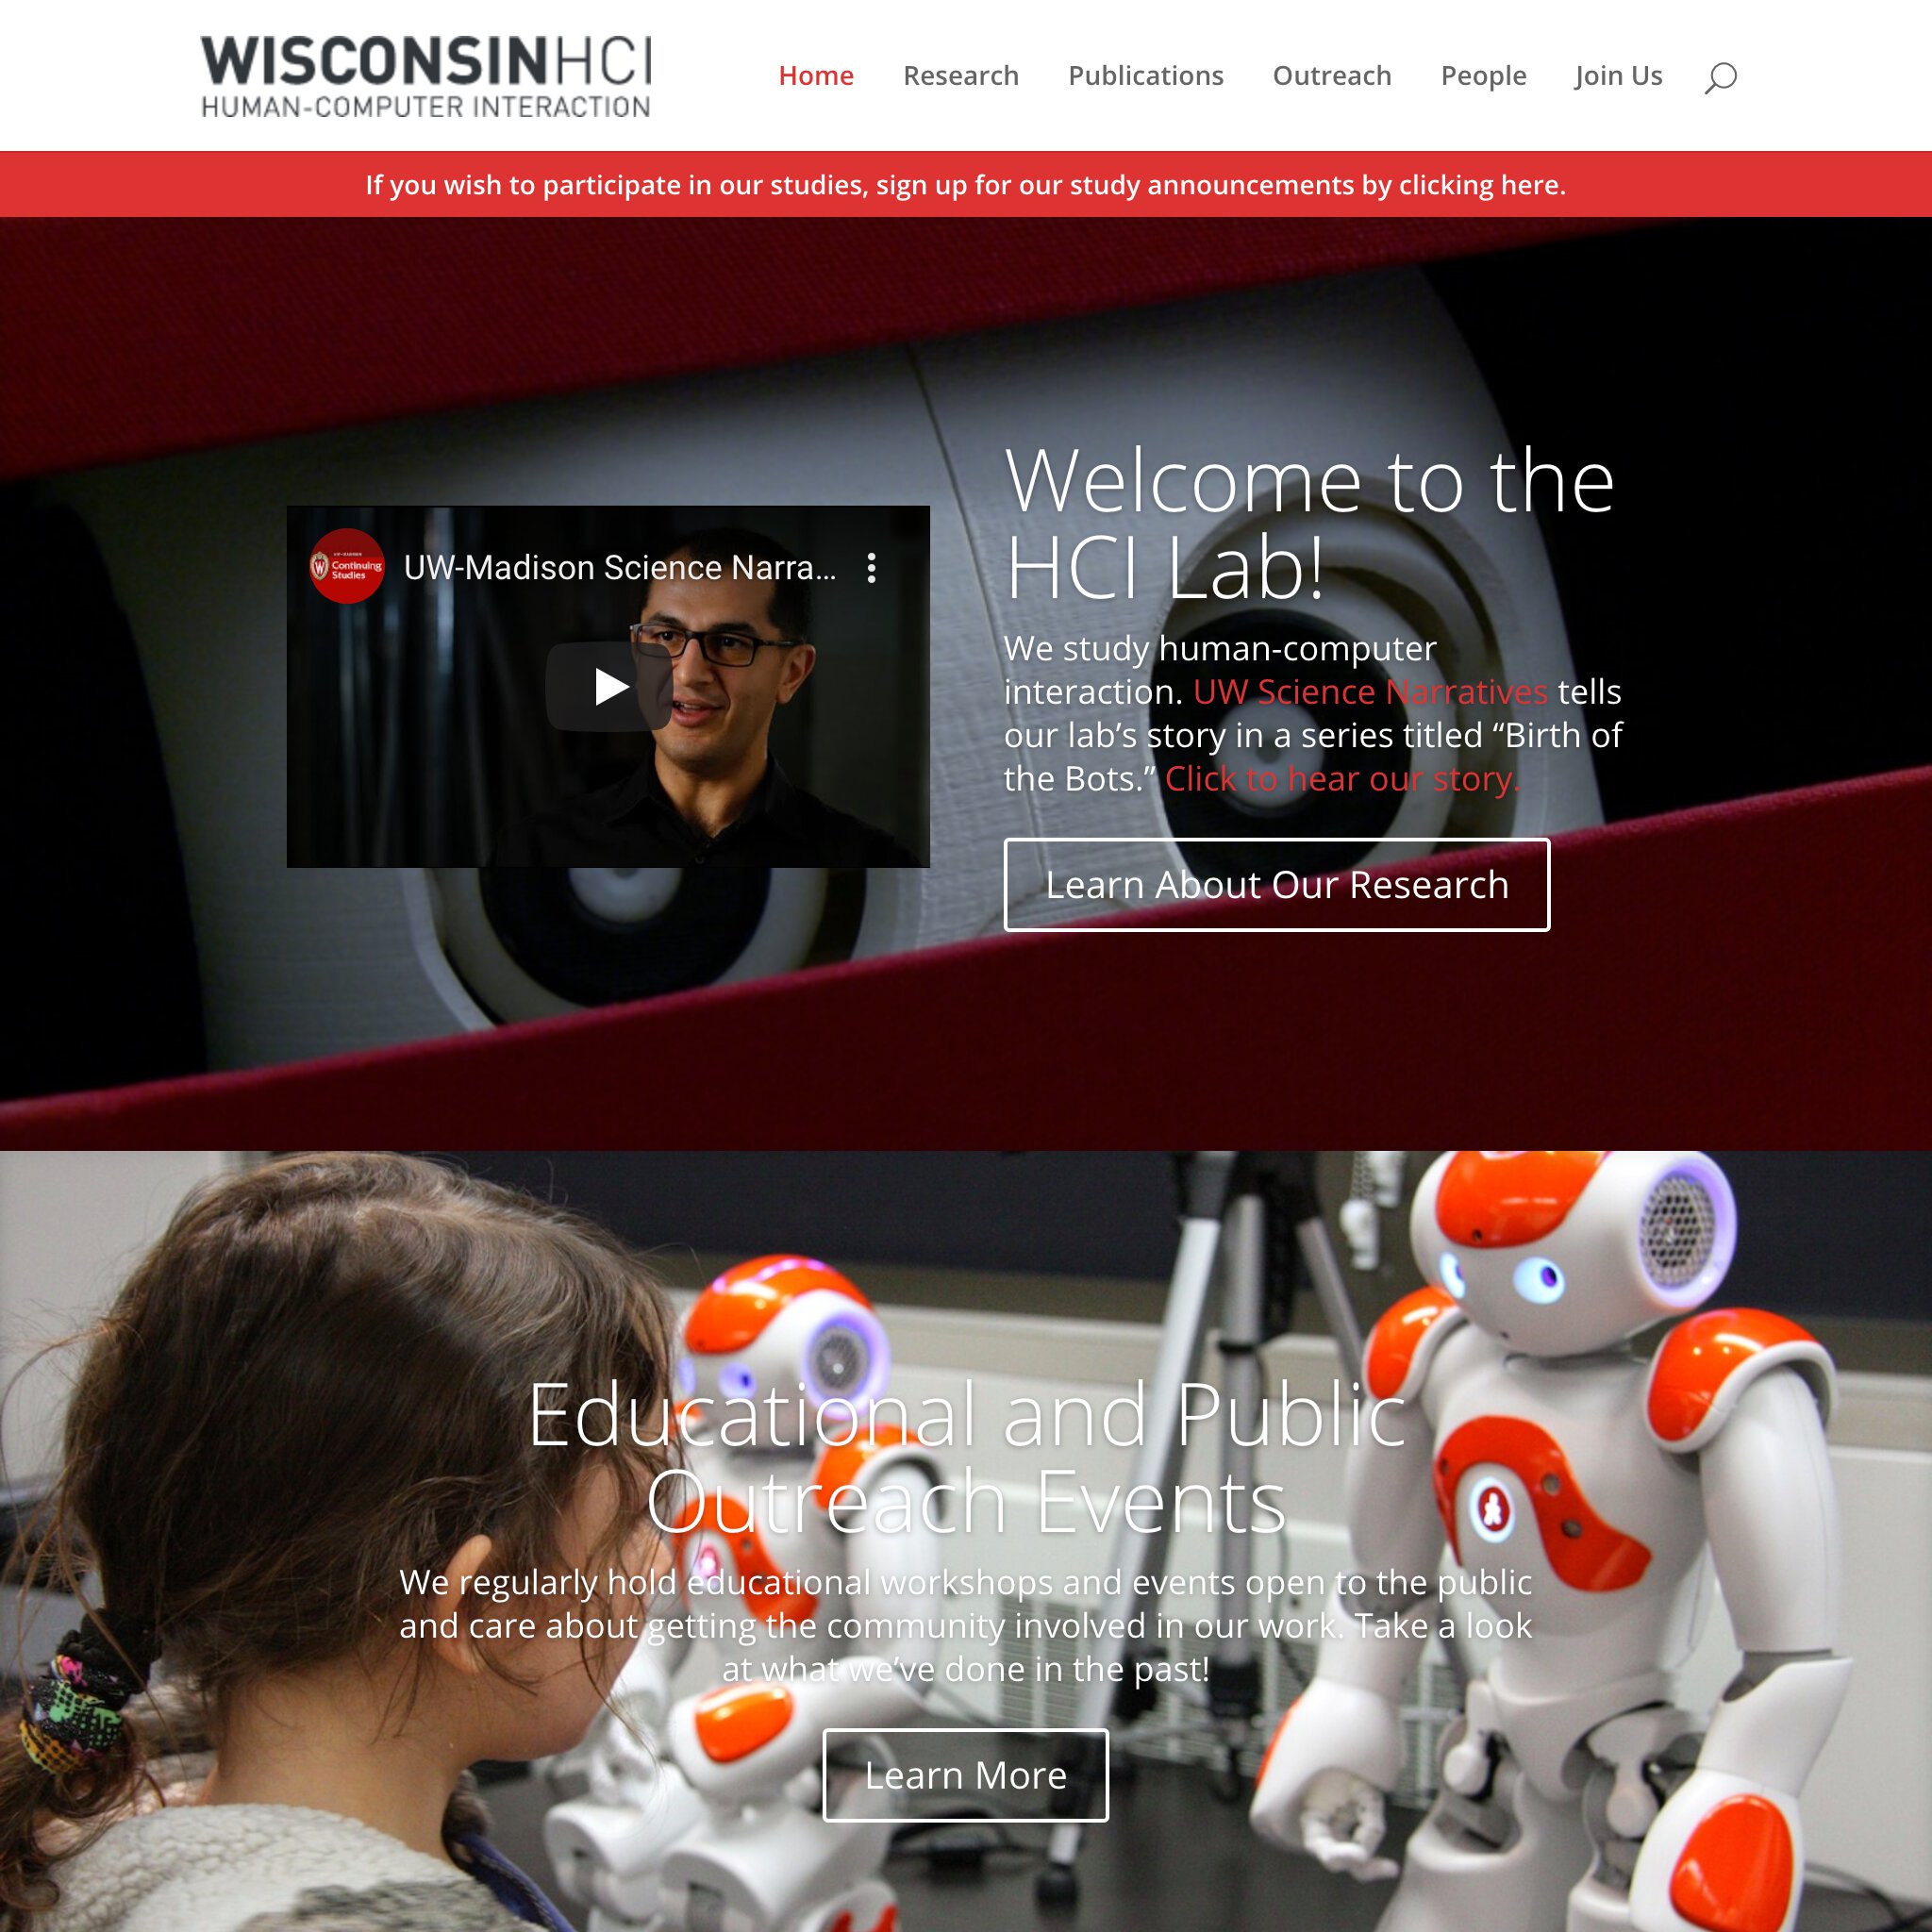 WISCONSINHCI
HUMAN-COMPUTER INTERACTION
Home Research Publications Outreach People Join Us
If you wish to participate in our studies, sign up for our study announcements by clicking here.
Continuing
Studies
UW-Madison Science Narra...
Welcome to the
HCI Lab!
We study human-computer
interaction. UW Science Narratives tells
our lab’s story in a series titled “Birth of
the Bots.” Click to hear our story.
Learn About Our Research
Educational and Public
Outreach Events
We regularly hold educational workshops and events open to the public
and care about getting the community involved in our work. Take a look
at what we’ve done in the past!
Learn More